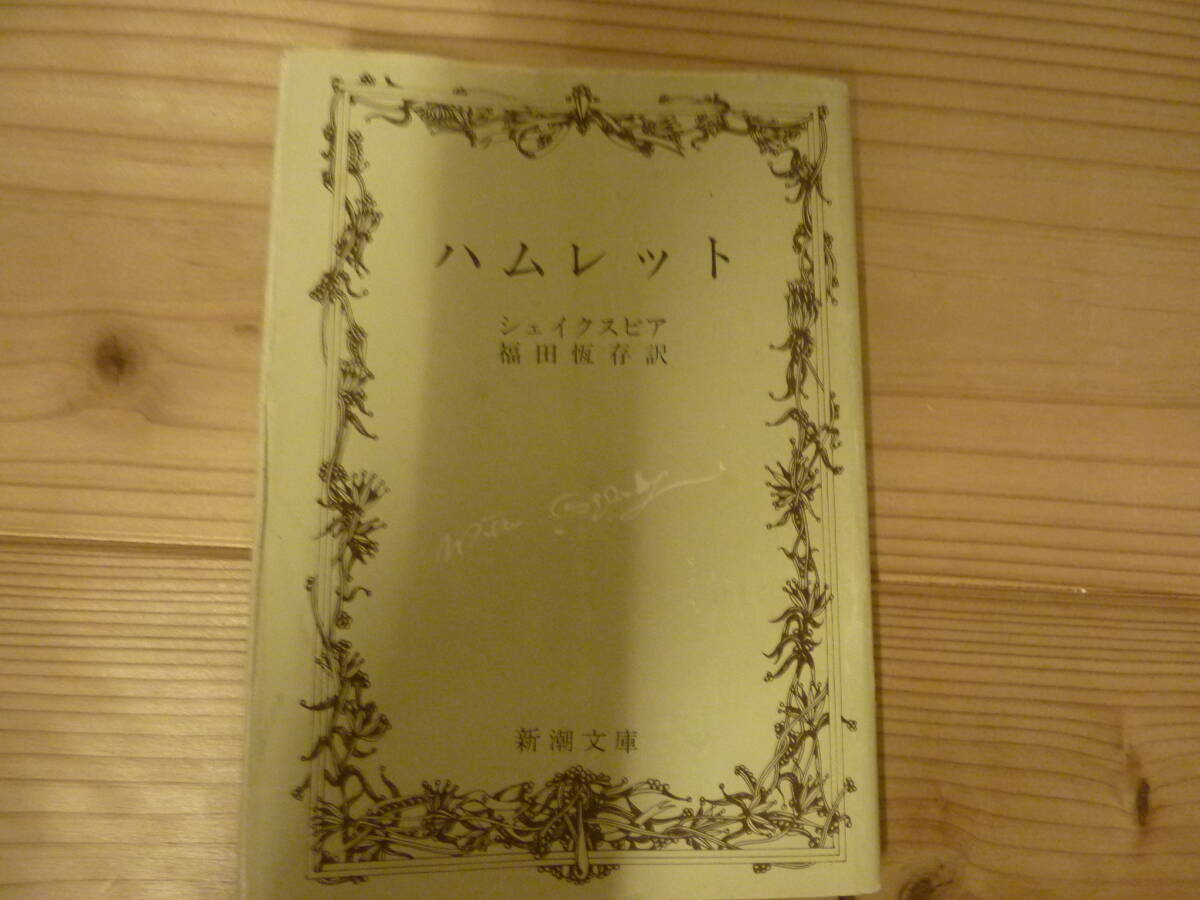 ハムレット
シェイクスピア
福田恆存訳
新潮文庫